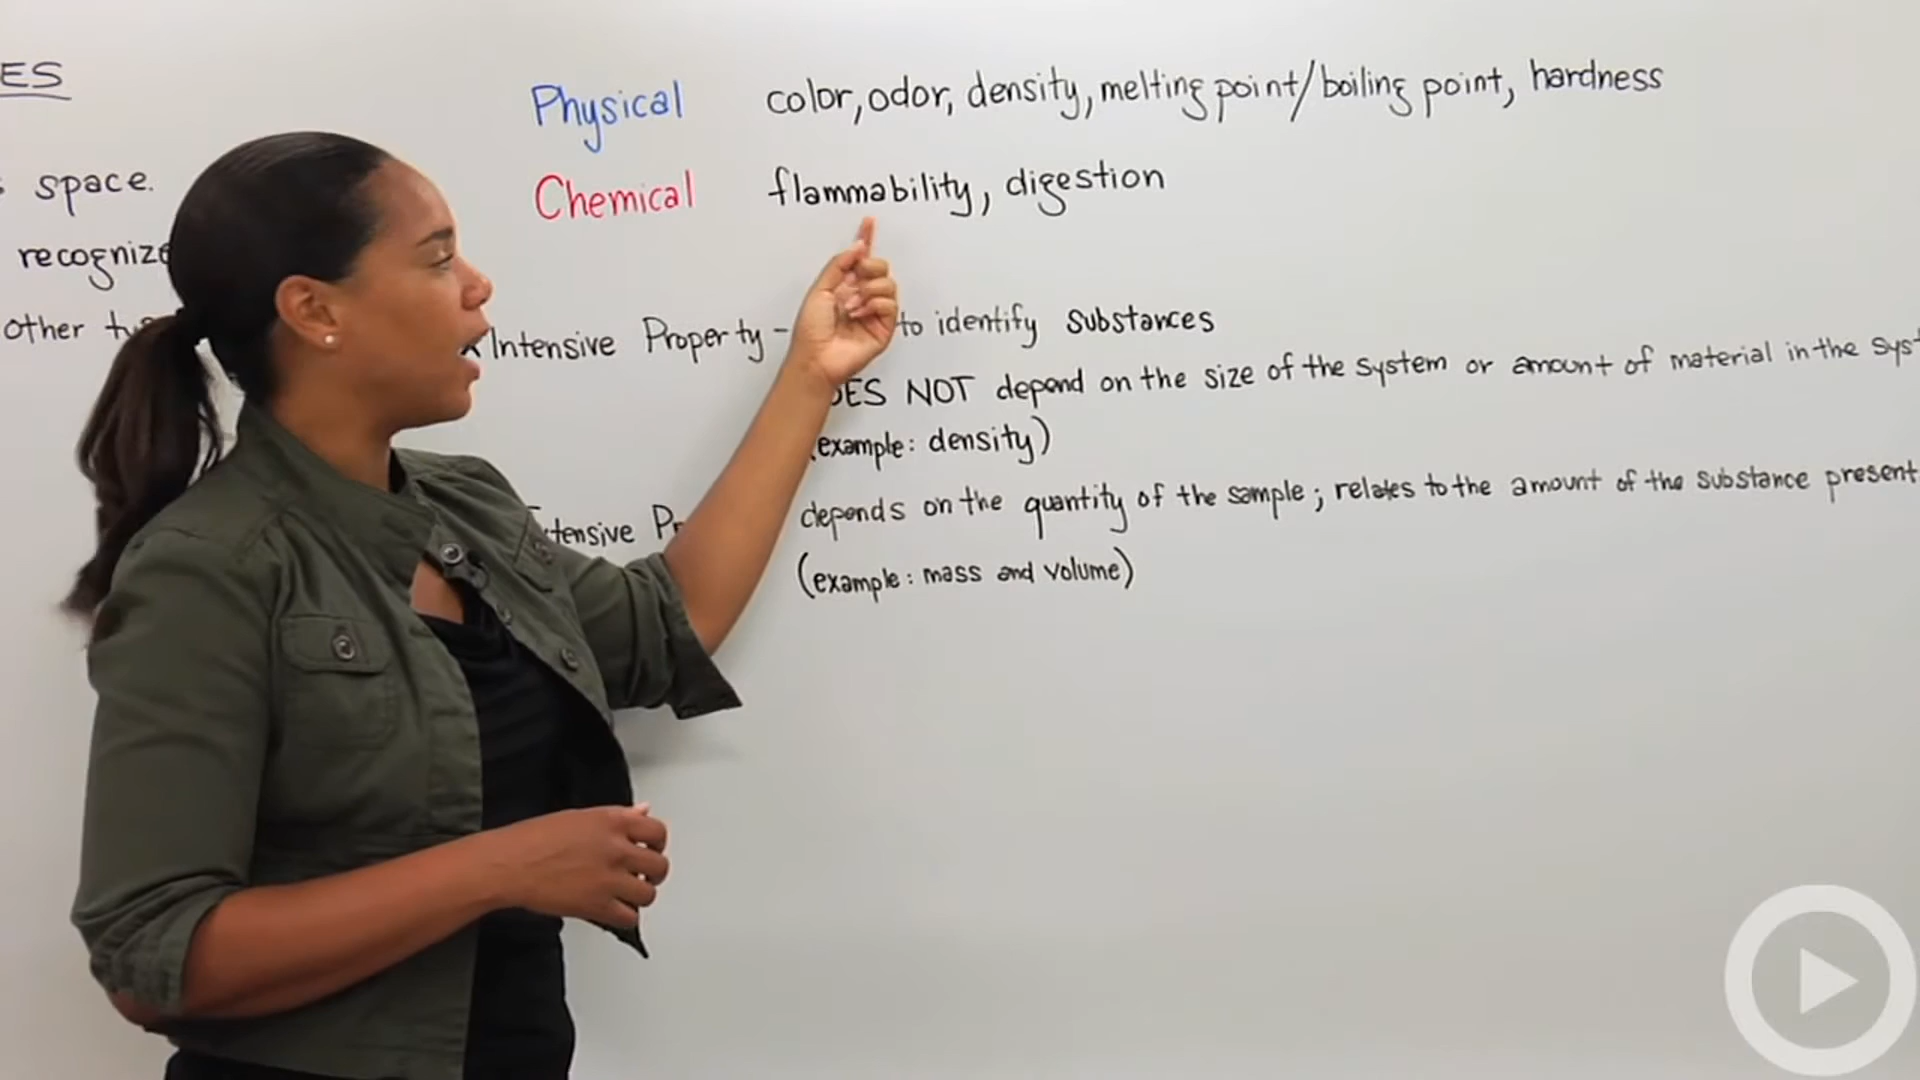 ES
Physical color, odor, density, melting point/boiling point, hardness
space.
Chemical flammability, digestion
recognize
other
Intensive Property - to identify substances
DOES NOT depend on the size of the system or amount of material in the syst
(example: density)
tensive Pr depends on the quantity of the sample; relates to the amount of the substance present
(example: mass and volume)